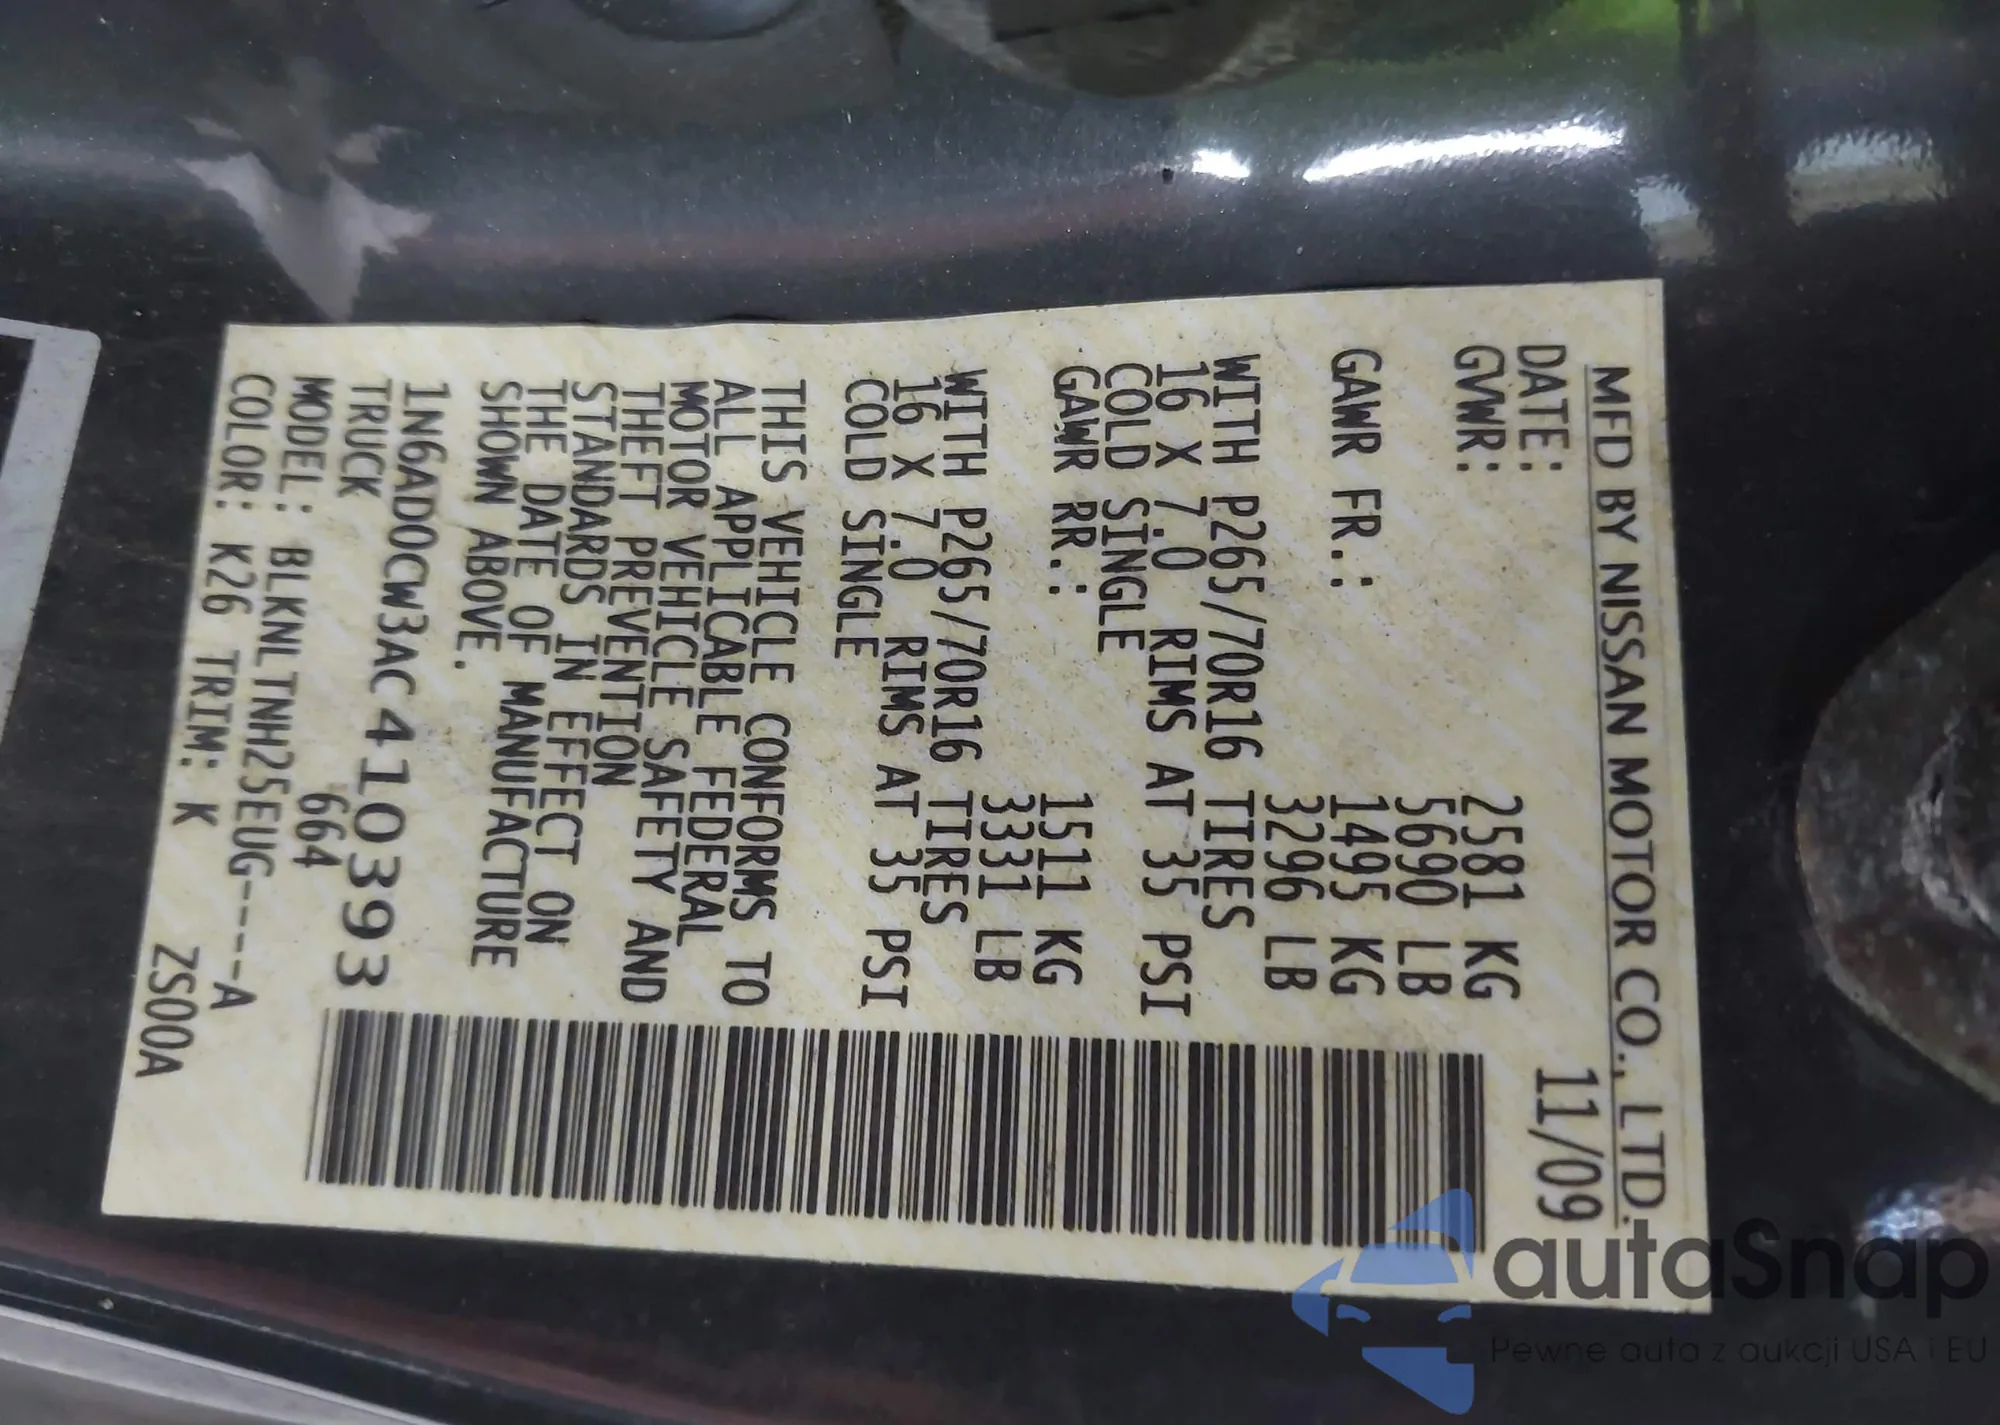 MFD BY NISSAN MOTOR CO., LTD.
DATE: 11/09
GVWR: 2581 KG
5690 LB
GAWR FR.: 1495 KG
3296 LB
WITH P265/70R16 TIRES
16 X 7.0 RIMS AT 35 PSI
COLD SINGLE
GAWR RR.: 1511 KG
3331 LB
WITH P265/70R16 TIRES
16 X 7.0 RIMS AT 35 PSI
COLD SINGLE
THIS VEHICLE CONFORMS TO
ALL APPLICABLE FEDERAL
MOTOR VEHICLE SAFETY AND
THEFT PREVENTION
STANDARDS IN EFFECT ON
THE DATE OF MANUFACTURE
SHOWN ABOVE.
1N6AD0CW3AC410393
TRUCK 664
MODEL: BLKNLTNH25EUG----A
COLOR: K26 TRIM: K ZS00A
autaSnap
Pewne auta z aukcji USA i EU